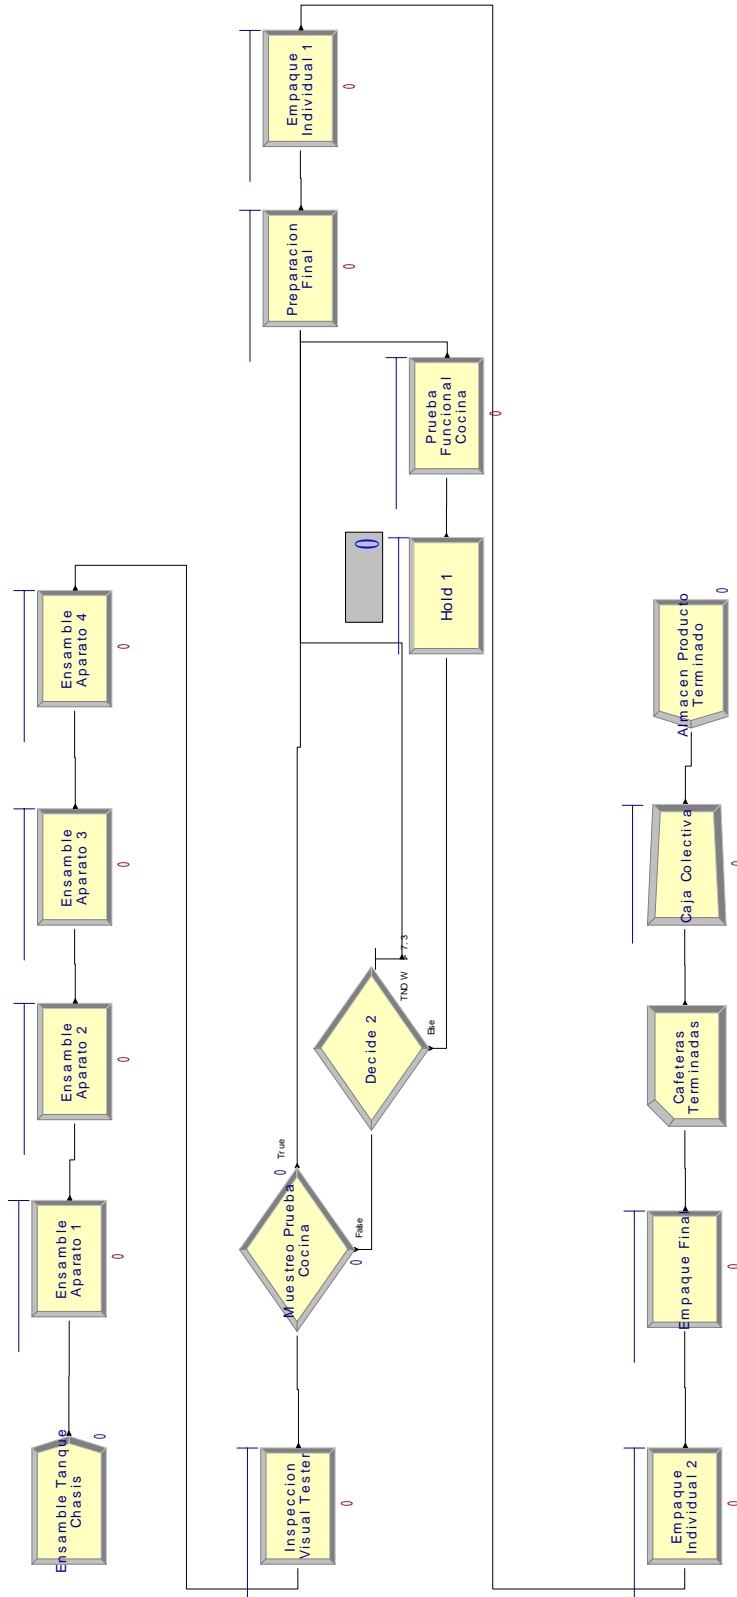 Ensamble Tanque
Chasis
0
Ensamble
Aparato 1
0
Ensamble
Aparato 2
0
Ensamble
Aparato 3
0
Ensamble
Aparato 4
0
Inspeccion
Visual Tester
0
Muestreo Prueba
Cocina
0
True
0
False
Decide 2
TNOW
7.3
Else
Hold 1
0
Prueba
Funcional
Cocina
0
Preparacion
Final
0
Empaque
Individual 1
0
Empaque
Individual 2
0
Empaque Final
0
Cafeteras
Terminadas
Caja Colectiva
0
Almacen Producto
Terminado
0